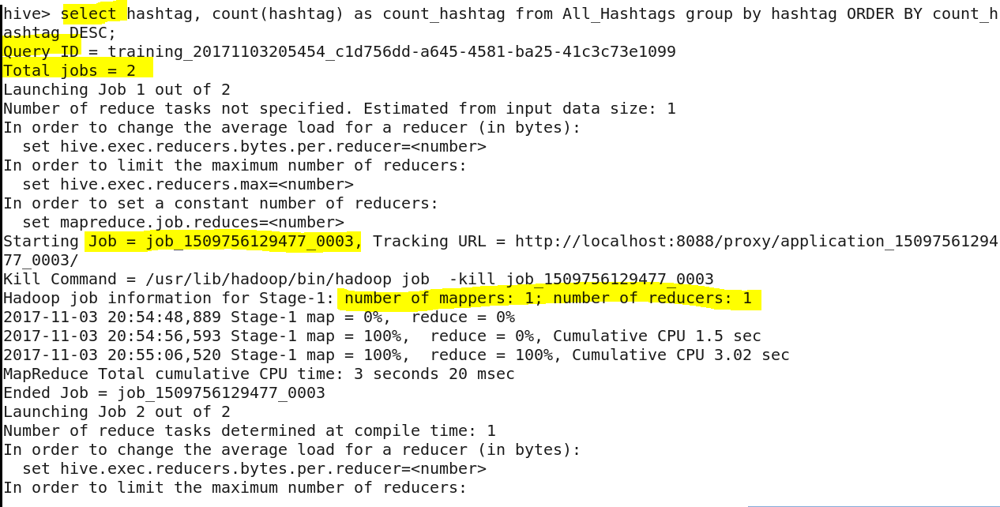 hive> select hashtag, count(hashtag) as count_hashtag from All_Hashtags group by hashtag ORDER BY count_h
ashtag DESC;
Query ID = training_20171103205454_c1d756dd-a645-4581-ba25-41c3c73e1099
Total jobs = 2
Launching Job 1 out of 2
Number of reduce tasks not specified. Estimated from input data size: 1
In order to change the average load for a reducer (in bytes):
  set hive.exec.reducers.bytes.per.reducer=<number>
In order to limit the maximum number of reducers:
  set hive.exec.reducers.max=<number>
In order to set a constant number of reducers:
  set mapreduce.job.reduces=<number>
Starting Job = job_1509756129477_0003, Tracking URL = http://localhost:8088/proxy/application_15097561294
77_0003/
Kill Command = /usr/lib/hadoop/bin/hadoop job  -kill job_1509756129477_0003
Hadoop job information for Stage-1: number of mappers: 1; number of reducers: 1
2017-11-03 20:54:48,889 Stage-1 map = 0%,  reduce = 0%
2017-11-03 20:54:56,593 Stage-1 map = 100%,  reduce = 0%, Cumulative CPU 1.5 sec
2017-11-03 20:55:06,520 Stage-1 map = 100%,  reduce = 100%, Cumulative CPU 3.02 sec
MapReduce Total cumulative CPU time: 3 seconds 20 msec
Ended Job = job_1509756129477_0003
Launching Job 2 out of 2
Number of reduce tasks determined at compile time: 1
In order to change the average load for a reducer (in bytes):
  set hive.exec.reducers.bytes.per.reducer=<number>
In order to limit the maximum number of reducers: